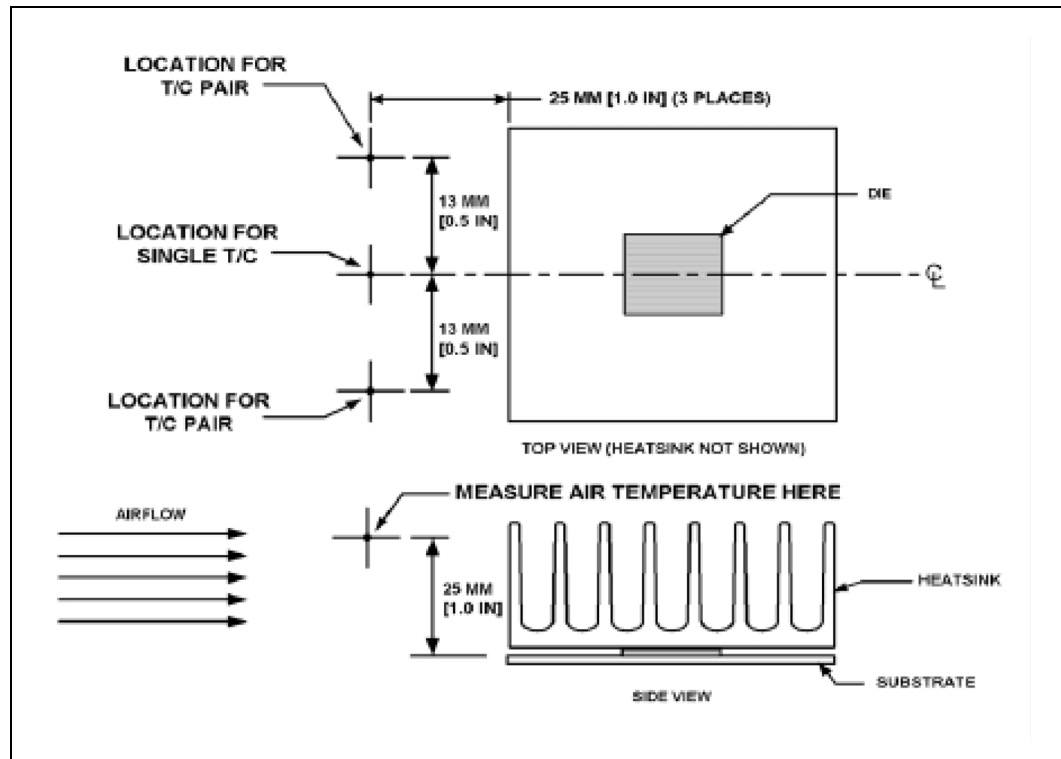 LOCATION FOR
T/C PAIR
25 MM [1.0 IN] (3 PLACES)
13 MM
[0.5 IN]
DIE
LOCATION FOR
SINGLE T/C
CL
13 MM
[0.5 IN]
LOCATION FOR
T/C PAIR
TOP VIEW (HEATSINK NOT SHOWN)
MEASURE AIR TEMPERATURE HERE
AIRFLOW
25 MM
[1.0 IN]
HEATSINK
SUBSTRATE
SIDE VIEW